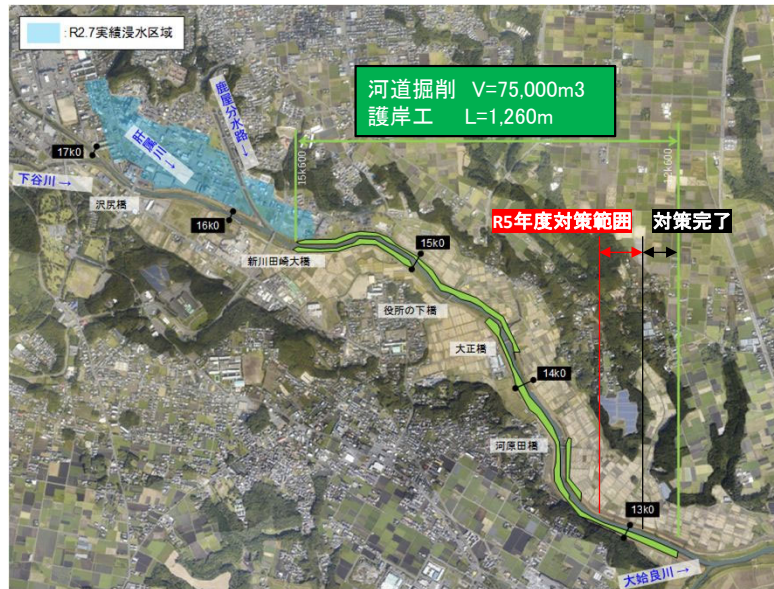 :R2.7実績浸水区域
河道掘削 V=75,000m3
護岸工 L=1,260m
鹿屋分水路→
肝属川→
17k0
下谷川→
沢尻橋
16k0
15k600
新川田崎大橋
15k0
役所の下橋
大正橋
14k0
河原田橋
R5年度対策範囲
対策完了
13k0
大姶良川→